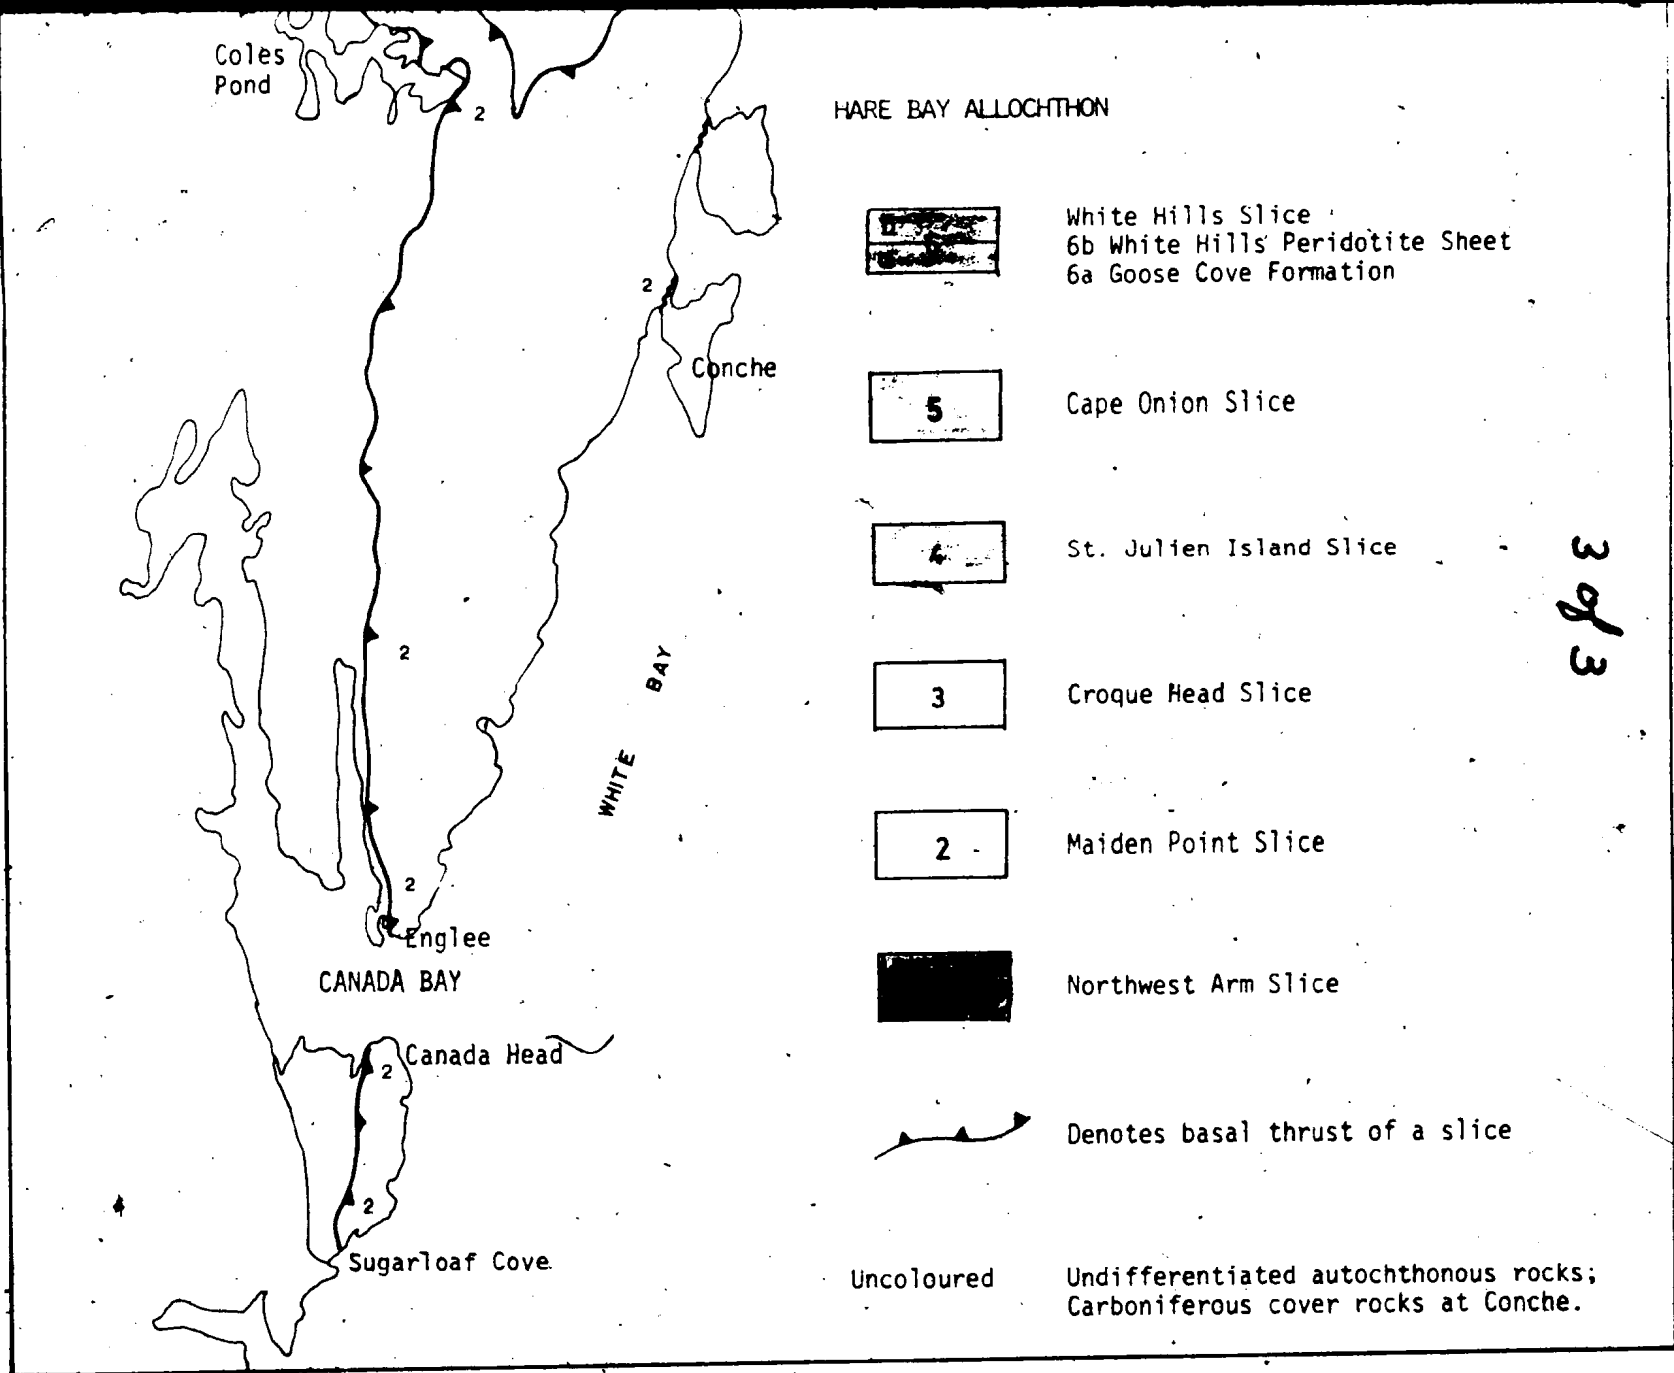 Coles
Pond
2
2
Conche
2
WHITE BAY
2
Englee
CANADA BAY
Canada Head
2
2
Sugarloaf Cove
HARE BAY ALLOCHTHON
White Hills Slice
6b White Hills Peridotite Sheet
6a Goose Cove Formation
5 Cape Onion Slice
4 St. Julien Island Slice
3 Croque Head Slice
2 Maiden Point Slice
Northwest Arm Slice
Denotes basal thrust of a slice
Uncoloured Undifferentiated autochthonous rocks;
Carboniferous cover rocks at Conche.
3 of 3